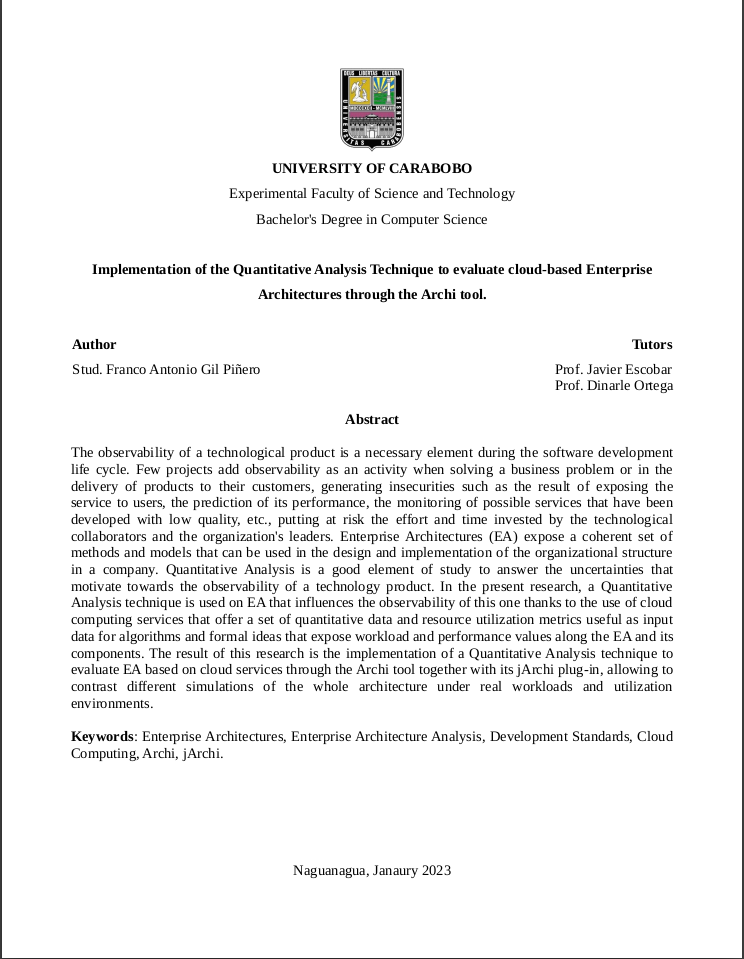 DEUS LIBERTAS CULTURA
UNIVERSITAS CARABOBENSIS
UNIVERSITY OF CARABOBO
Experimental Faculty of Science and Technology
Bachelor's Degree in Computer Science
Implementation of the Quantitative Analysis Technique to evaluate cloud-based Enterprise
Architectures through the Archi tool.
Author
Tutors
Stud. Franco Antonio Gil Piñero
Prof. Javier Escobar
Prof. Dinarle Ortega
Abstract
The observability of a technological product is a necessary element during the software development
life cycle. Few projects add observability as an activity when solving a business problem or in the
delivery of products to their customers, generating insecurities such as the result of exposing the
service to users, the prediction of its performance, the monitoring of possible services that have been
developed with low quality, etc., putting at risk the effort and time invested by the technological
collaborators and the organization's leaders. Enterprise Architectures (EA) expose a coherent set of
methods and models that can be used in the design and implementation of the organizational structure
in a company. Quantitative Analysis is a good element of study to answer the uncertainties that
motivate towards the observability of a technology product. In the present research, a Quantitative
Analysis technique is used on EA that influences the observability of this one thanks to the use of cloud
computing services that offer a set of quantitative data and resource utilization metrics useful as input
data for algorithms and formal ideas that expose workload and performance values along the EA and its
components. The result of this research is the implementation of a Quantitative Analysis technique to
evaluate EA based on cloud services through the Archi tool together with its jArchi plug-in, allowing to
contrast different simulations of the whole architecture under real workloads and utilization
environments.
Keywords: Enterprise Architectures, Enterprise Architecture Analysis, Development Standards, Cloud
Computing, Archi, jArchi.
Naguanagua, Janaury 2023